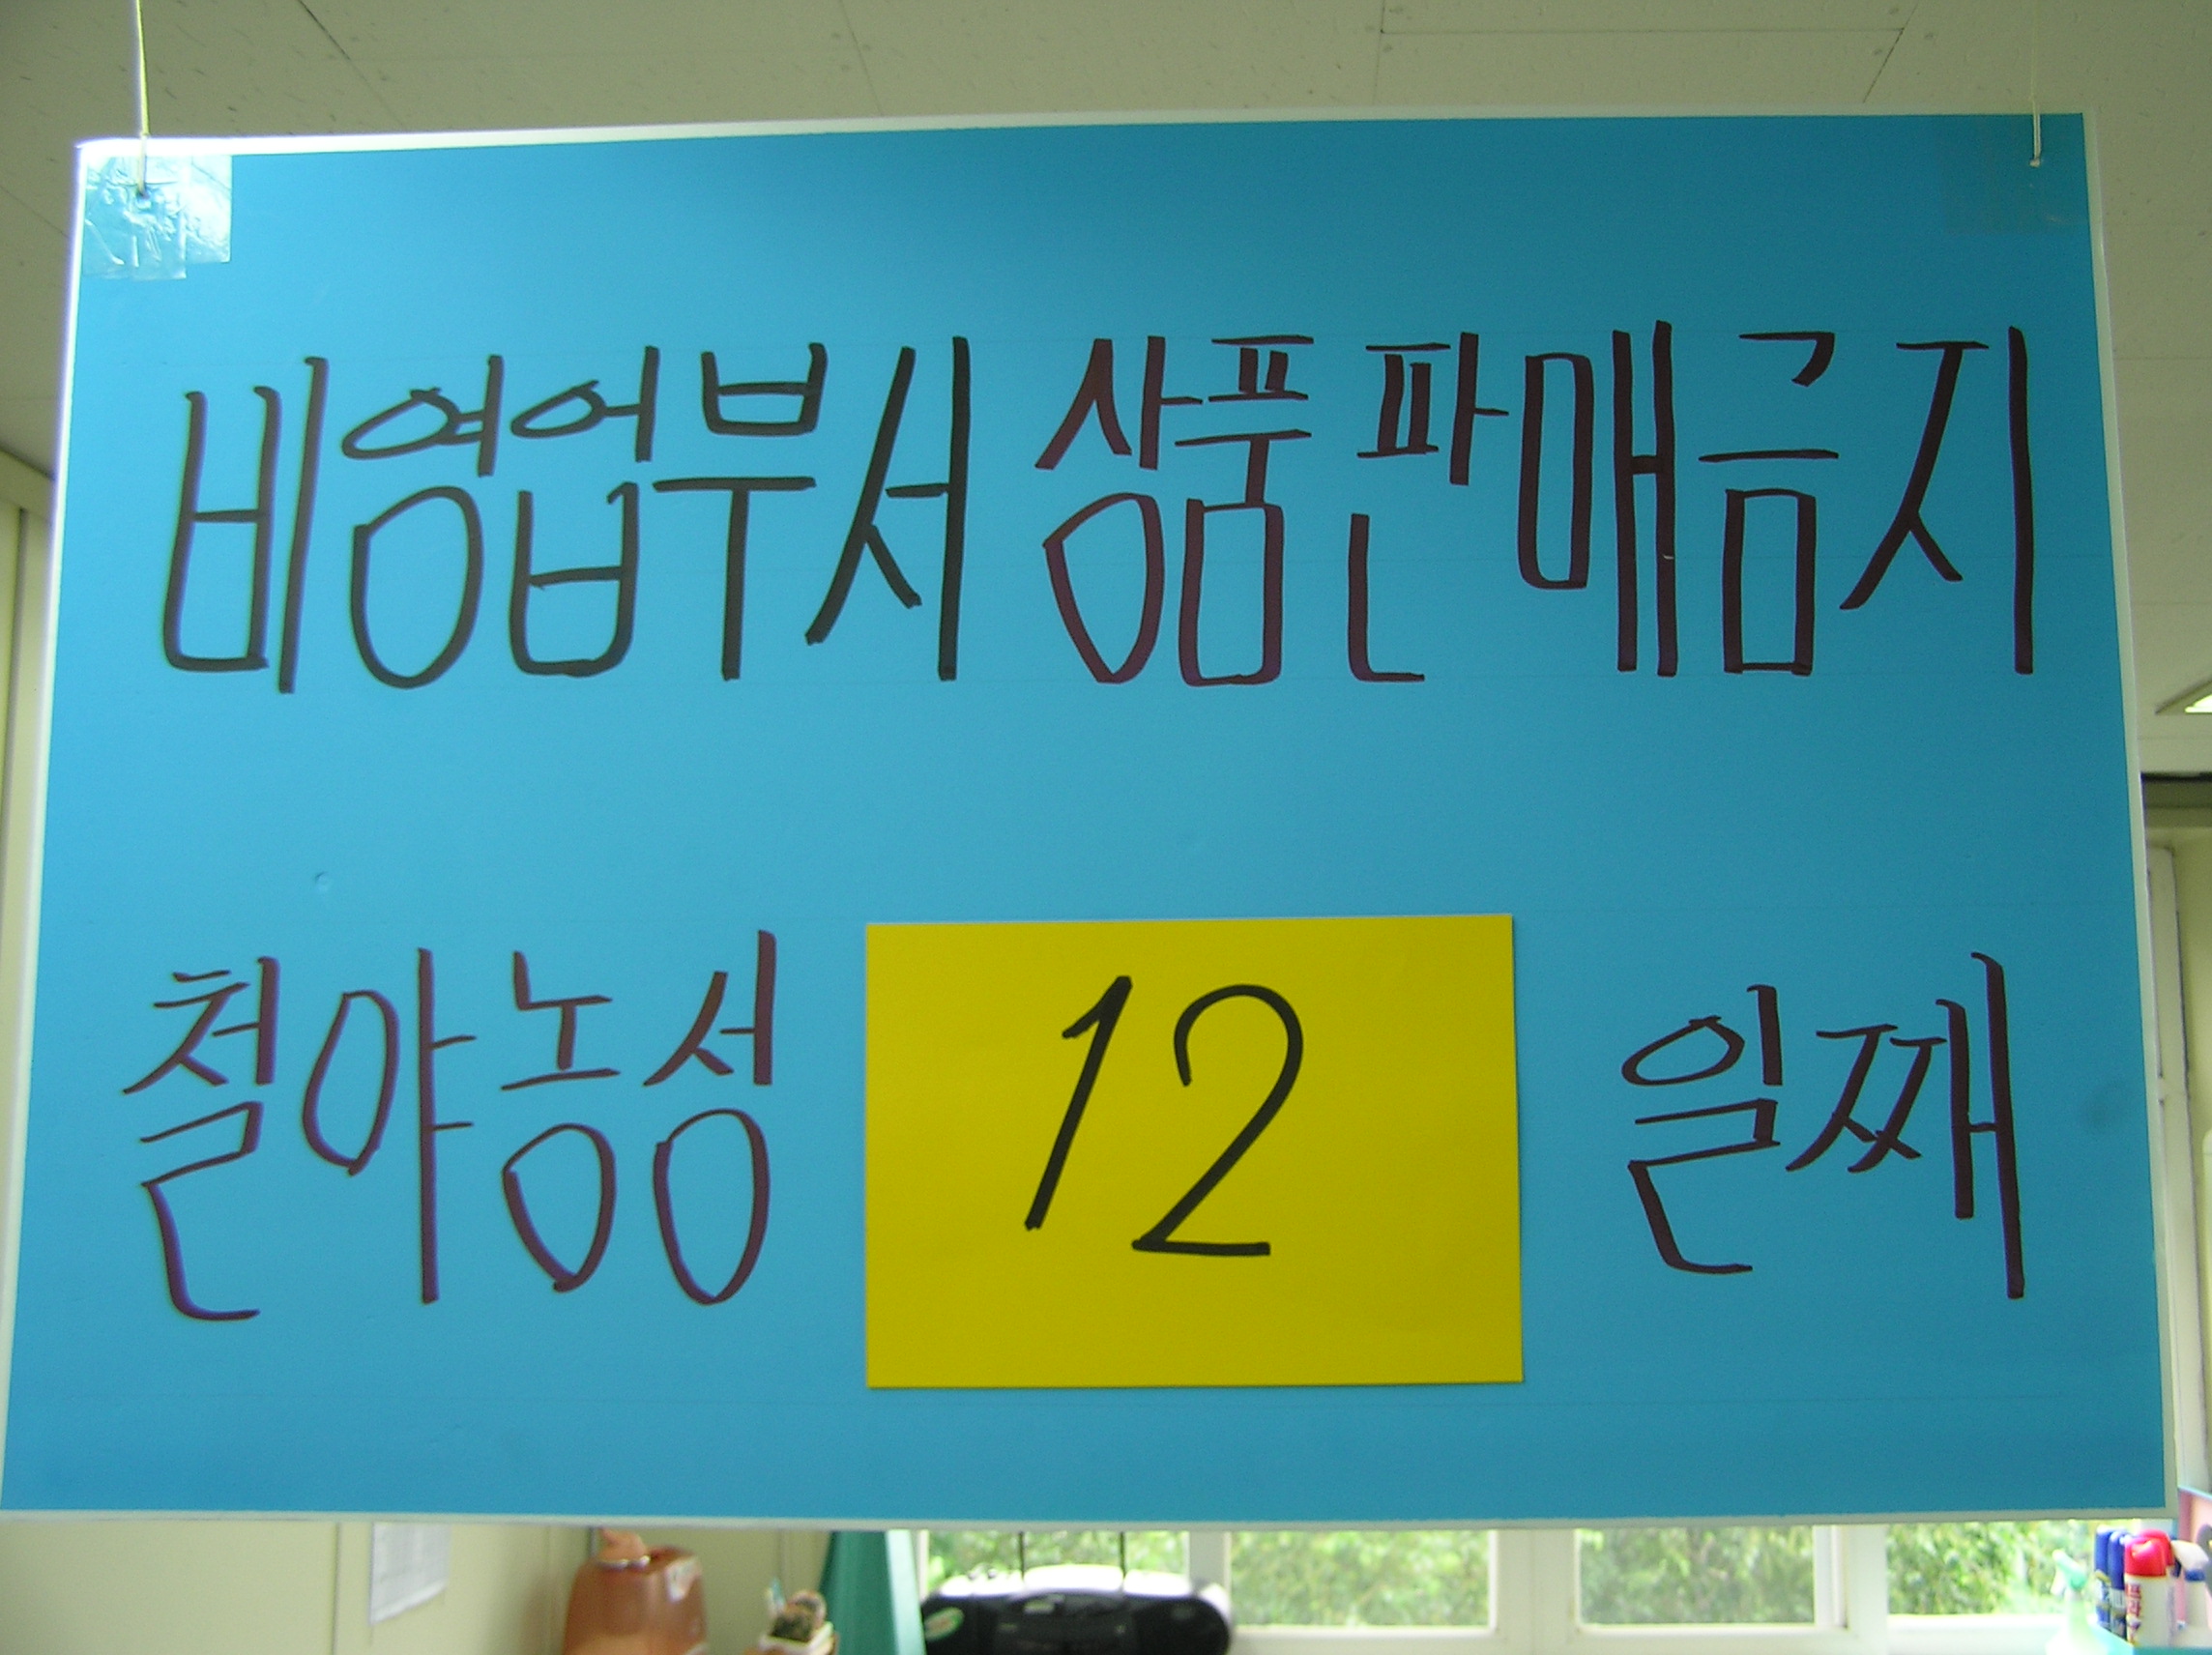 비영업부서 상품판매금지
철야농성 12 일째